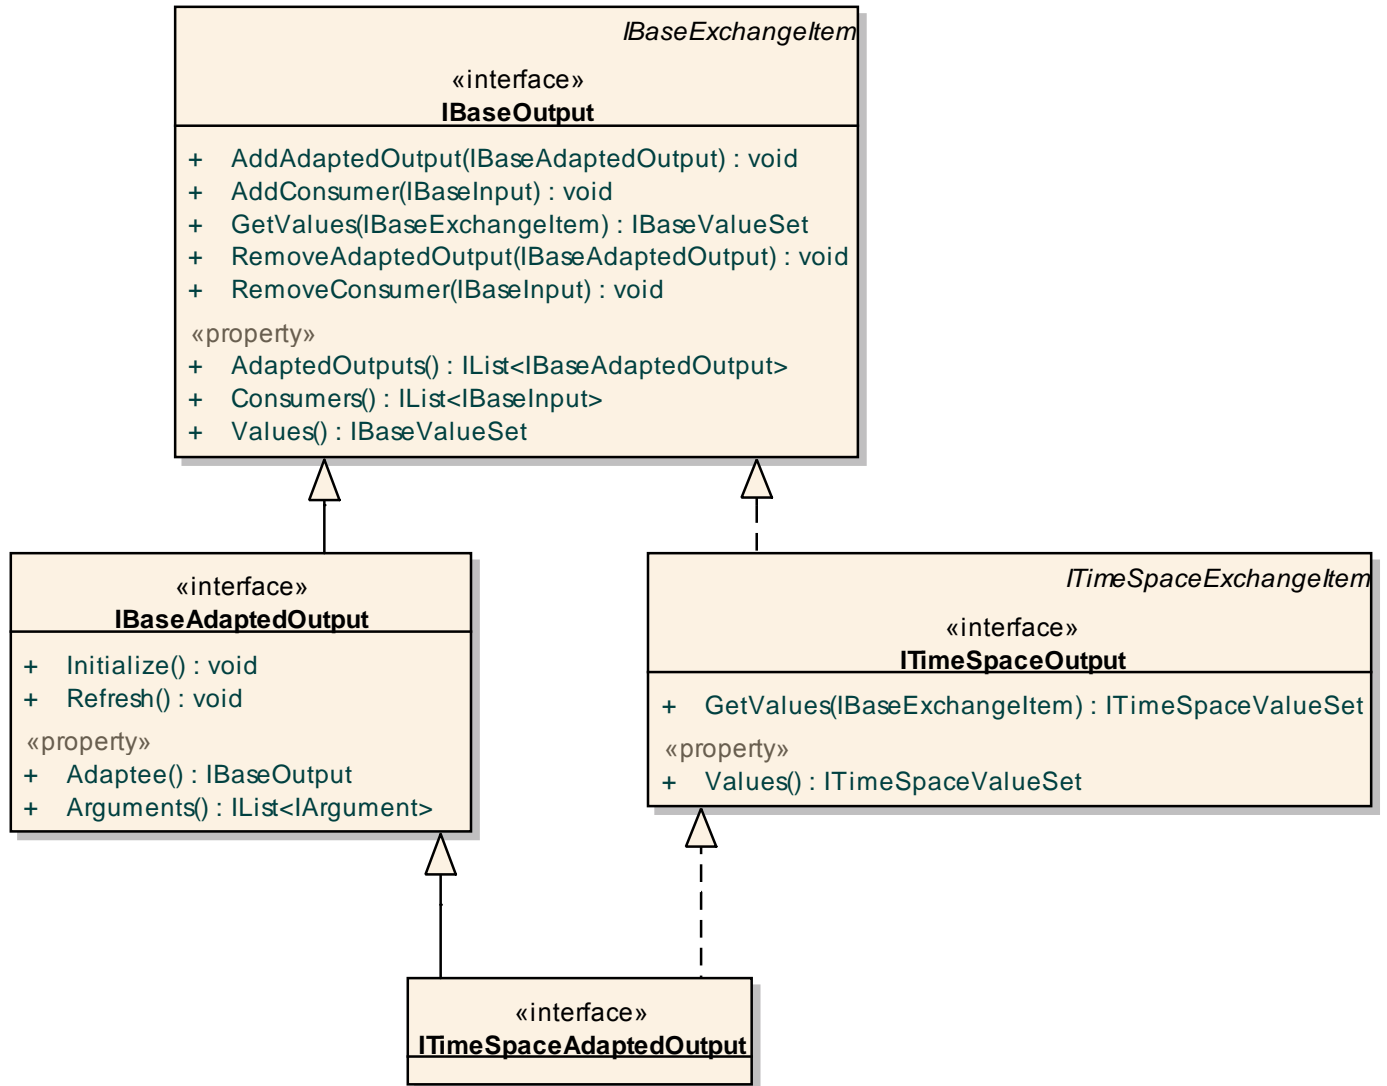 IBaseExchangeItem
«interface»
IBaseOutput
+ AddAdaptedOutput(IBaseAdaptedOutput) : void
+ AddConsumer(IBaseInput) : void
+ GetValues(IBaseExchangeItem) : IBaseValueSet
+ RemoveAdaptedOutput(IBaseAdaptedOutput) : void
+ RemoveConsumer(IBaseInput) : void
«property»
+ AdaptedOutputs() : IList<IBaseAdaptedOutput>
+ Consumers() : IList<IBaseInput>
+ Values() : IBaseValueSet
«interface»
IBaseAdaptedOutput
+ Initialize() : void
+ Refresh() : void
«property»
+ Adaptee() : IBaseOutput
+ Arguments() : IList<IArgument>
ITimeSpaceExchangeItem
«interface»
ITimeSpaceOutput
+ GetValues(IBaseExchangeItem) : ITimeSpaceValueSet
«property»
+ Values() : ITimeSpaceValueSet
«interface»
ITimeSpaceAdaptedOutput